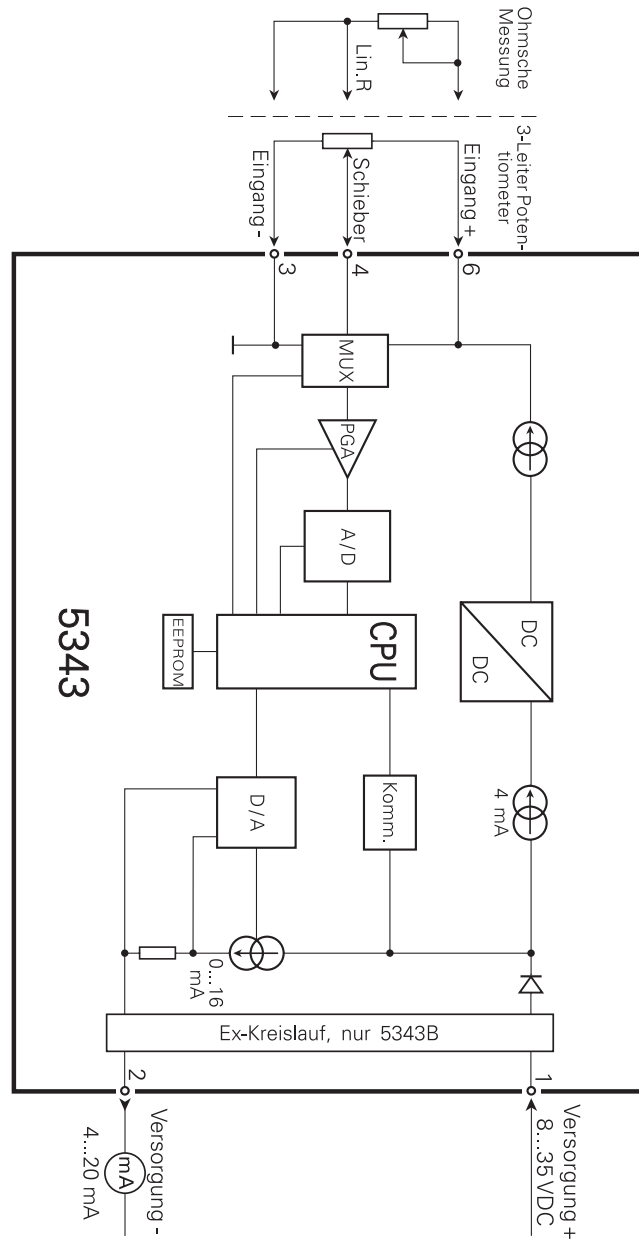 Ohmsche
Messung
Lin.R
3-Leiter Poten-
tiometer
Eingang +
Schieber
Eingang -
6
4
3
MUX
PGA
A/D
CPU
EEPROM
5343
DC
DC
4 mA
D/A
Komm.
0...16
mA
Ex-Kreislauf, nur 5343B
1
2
Versorgung +
8...35 VDC
Versorgung -
4...20 mA
mA